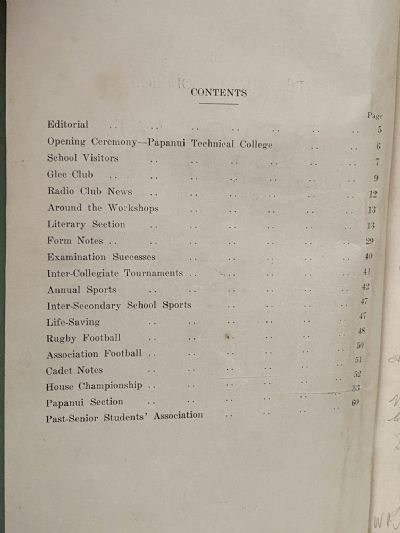 CONTENTS
Page
Editorial .. .. .. .. .. .. 5
Opening Ceremony—Papanui Technical College .. .. 6
School Visitors .. .. .. .. .. 7
Glee Club .. .. .. .. .. .. 9
Radio Club News .. .. .. .. .. 12
Around the Workshops .. .. .. .. 13
Literary Section .. .. .. .. .. 13
Form Notes .. .. .. .. .. .. 29
Examination Successes .. .. .. .. 40
Inter-Collegiate Tournaments .. .. .. .. 41
Annual Sports .. .. .. .. .. 42
Inter-Secondary School Sports .. .. .. .. 47
Life-Saving .. .. .. .. .. 47
Rugby Football .. .. .. .. .. 48
Association Football .. .. .. .. .. 50
Cadet Notes .. .. .. .. .. 51
House Championship .. .. .. .. .. 52
Papanui Section .. .. .. .. .. 53
Past-Senior Students' Association .. .. .. ..